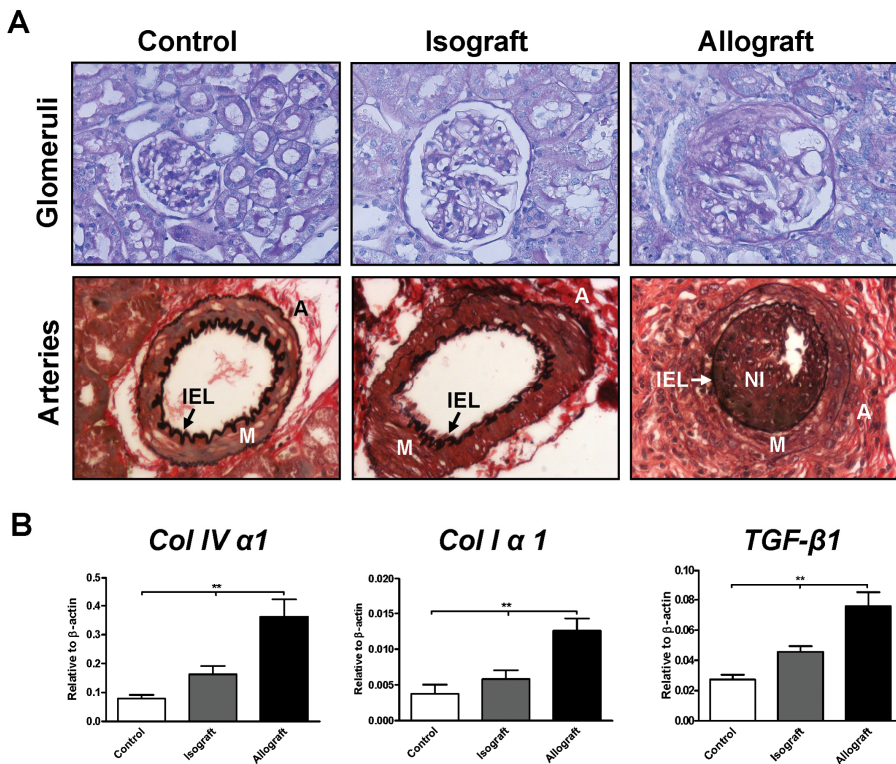 A
Control Isograft Allograft
Glomeruli
Arteries
A
IEL
M
A
IEL
M
IEL
NI
A
M
B
Col IV α1
**
Relative to β-actin
0.5
0.4
0.3
0.2
0.1
0.0
Control
Isograft
Allograft
Col I α 1
**
Relative to β-actin
0.020
0.015
0.010
0.005
0.000
Control
Isograft
Allograft
TGF-β1
**
Relative to β-actin
0.10
0.08
0.06
0.04
0.02
0.00
Control
Isograft
Allograft